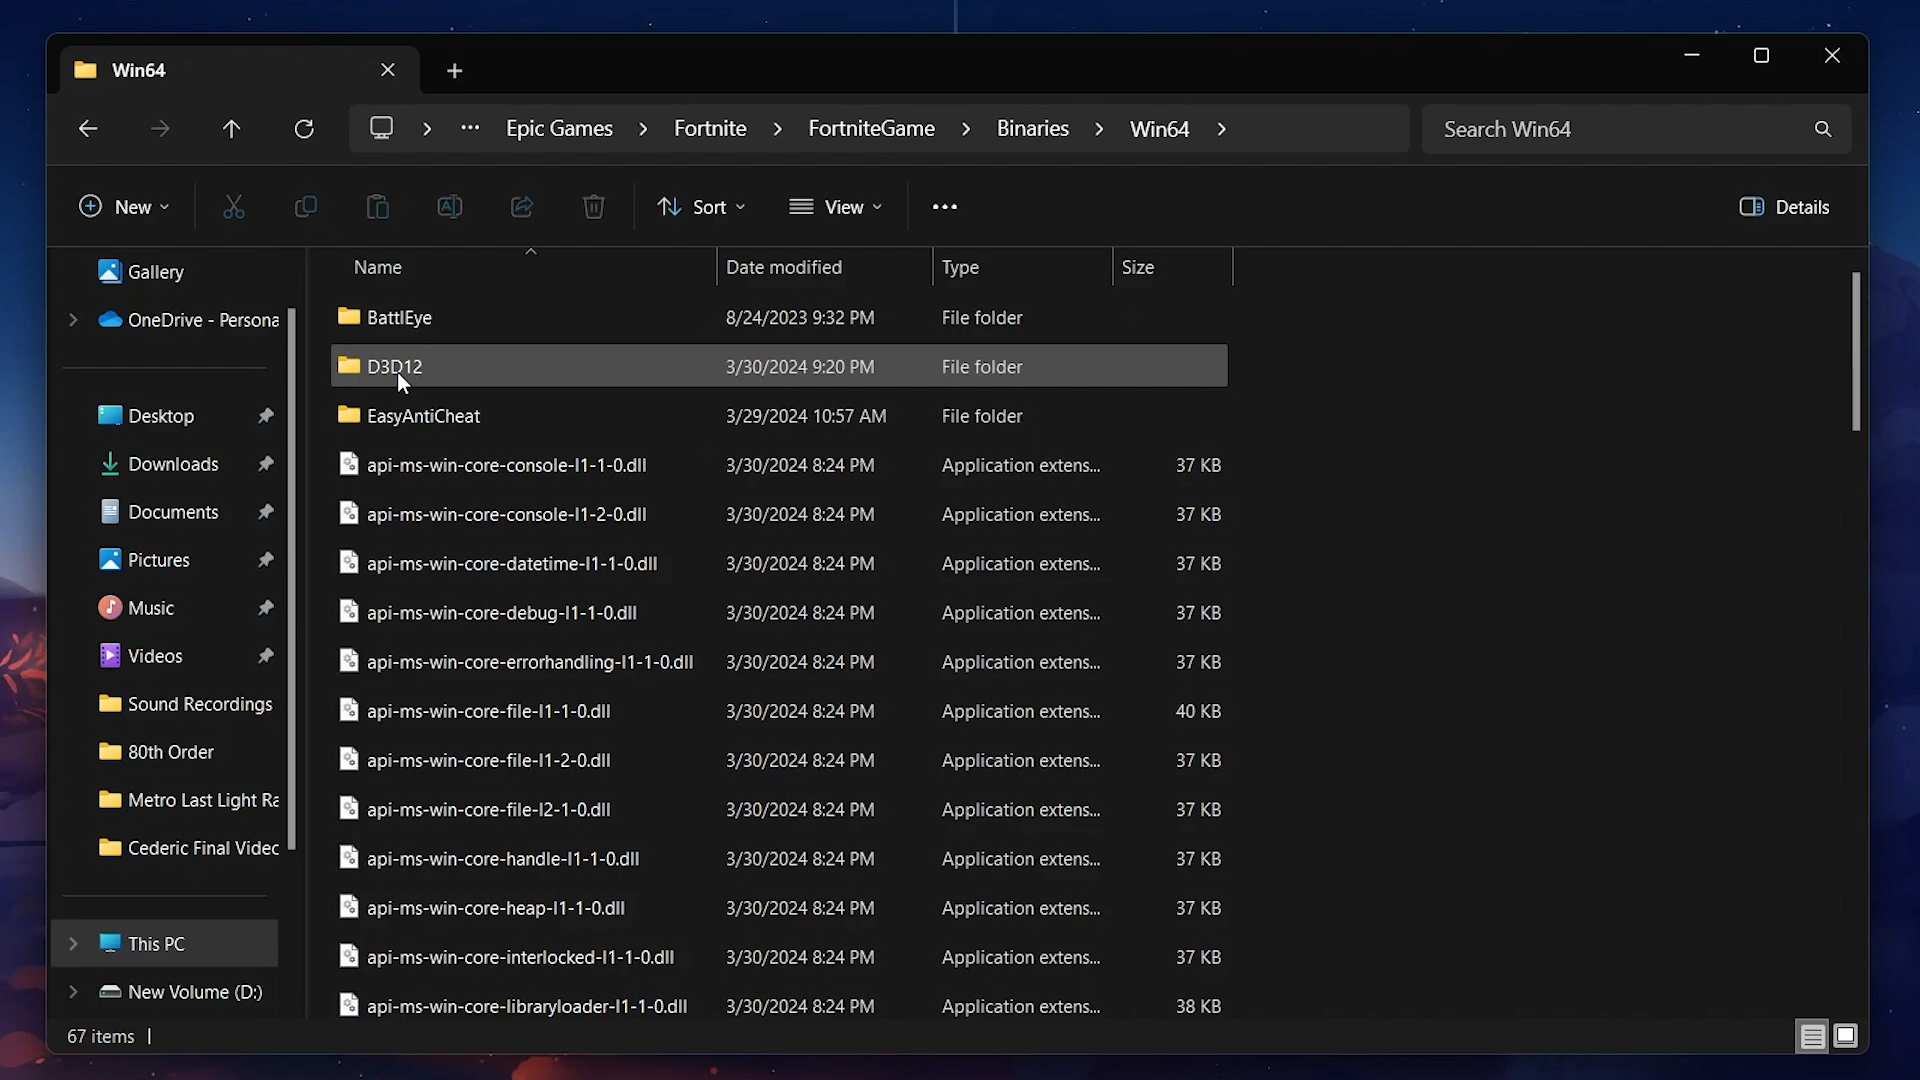 Win64
Epic Games > Fortnite > FortniteGame > Binaries > Win64 >
Search Win64
New
Sort
View
Details
Name Date modified Type Size
Gallery
OneDrive - Persona
Desktop
Downloads
Documents
Pictures
Music
Videos
Sound Recordings
80th Order
Metro Last Light Ra
Cederic Final Videc
This PC
New Volume (D:)
BattlEye 8/24/2023 9:32 PM File folder
D3D12 3/30/2024 9:20 PM File folder
EasyAntiCheat 3/29/2024 10:57 AM File folder
api-ms-win-core-console-l1-1-0.dll 3/30/2024 8:24 PM Application extens... 37 KB
api-ms-win-core-console-l1-2-0.dll 3/30/2024 8:24 PM Application extens... 37 KB
api-ms-win-core-datetime-l1-1-0.dll 3/30/2024 8:24 PM Application extens... 37 KB
api-ms-win-core-debug-l1-1-0.dll 3/30/2024 8:24 PM Application extens... 37 KB
api-ms-win-core-errorhandling-l1-1-0.dll 3/30/2024 8:24 PM Application extens... 37 KB
api-ms-win-core-file-l1-1-0.dll 3/30/2024 8:24 PM Application extens... 40 KB
api-ms-win-core-file-l1-2-0.dll 3/30/2024 8:24 PM Application extens... 37 KB
api-ms-win-core-file-l2-1-0.dll 3/30/2024 8:24 PM Application extens... 37 KB
api-ms-win-core-handle-l1-1-0.dll 3/30/2024 8:24 PM Application extens... 37 KB
api-ms-win-core-heap-l1-1-0.dll 3/30/2024 8:24 PM Application extens... 37 KB
api-ms-win-core-interlocked-l1-1-0.dll 3/30/2024 8:24 PM Application extens... 37 KB
api-ms-win-core-libraryloader-l1-1-0.dll 3/30/2024 8:24 PM Application extens... 38 KB
67 items